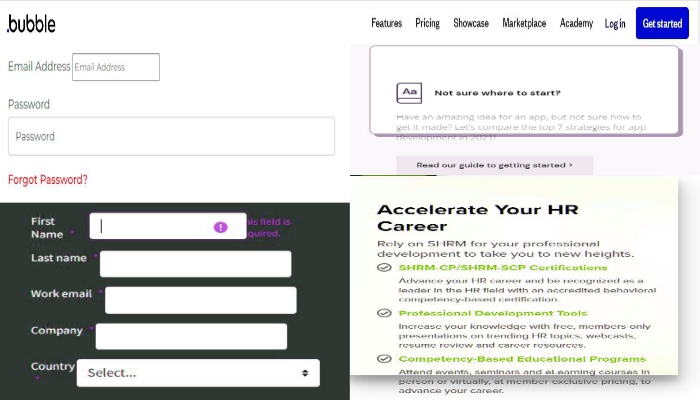 .bubble
Features Pricing Showcase Marketplace Academy Log in Get started
Email Address Email Address
Password
Password
Forgot Password?
Aa Not sure where to start?
Have an amazing idea for an app, but not sure how to
get it made? Let's compare the top 7 strategies for app
development in 2021!
Read our guide to getting started >
First
Name * ! this field is
required.
Last name *
Work email *
Company *
Country
* Select...
Accelerate Your HR
Career
Rely on SHRM for your professional
development to take you to new heights.
SHRM-CP/SHRM-SCP Certifications
Advance your HR career and be recognized as a
leader in the HR field with an accredited behavioral
competency-based certification.
Professional Development Tools
Increase your knowledge with free, members-only
presentations on trending HR topics, webcasts,
resume review and career resources.
Competency-Based Educational Programs
Attend events, seminars and eLearning courses in
person or virtually, at member-exclusive pricing, to
advance your career.